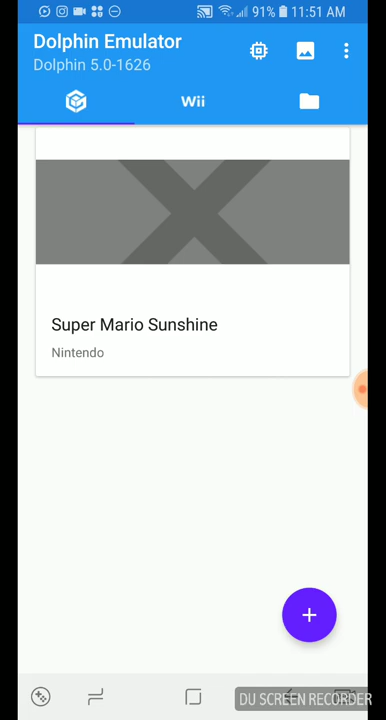 91% 11:51 AM
Dolphin Emulator
Dolphin 5.0-1626
Wii
Super Mario Sunshine
Nintendo
DU SCREEN RECORDER